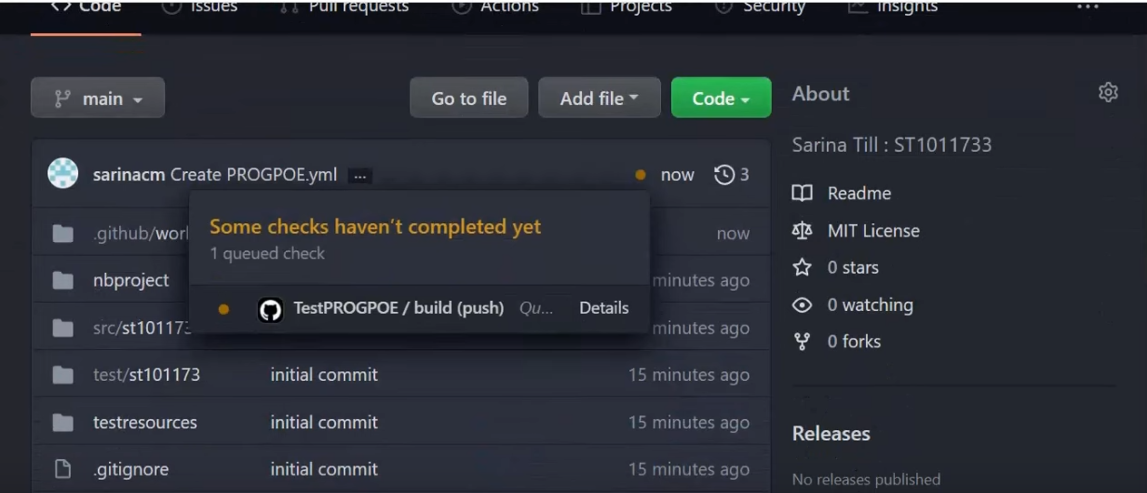 <> Code Issues Pull requests Actions Projects Security Insights ...
main Go to file Add file Code
About
Sarina Till : ST1011733
sarinacm Create PROGPOE.yml ... now 3
Some checks haven't completed yet
1 queued check
TestPROGPOE / build (push) Qu... Details
.github/worl now
nbproject minutes ago
src/st101173 minutes ago
test/st101173 initial commit 15 minutes ago
testresources initial commit 15 minutes ago
.gitignore initial commit 15 minutes ago
Readme
MIT License
0 stars
0 watching
0 forks
Releases
No releases published